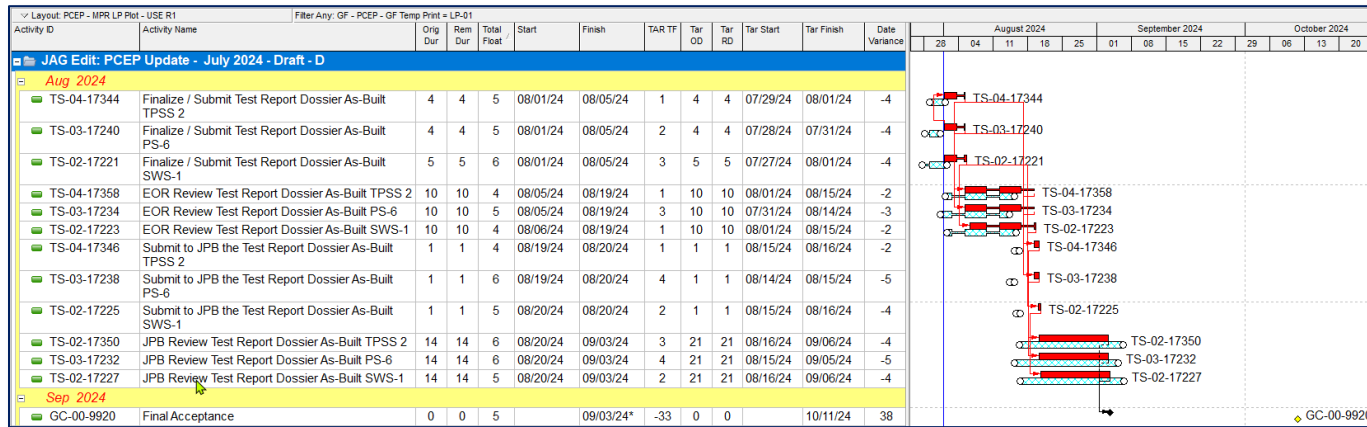 Layout: PCEP - MPR LP Plot - USE R1 Filter Any: GF - PCEP - GF Temp Print = LP-01
Activity ID Activity Name Orig Dur Rem Dur Total Float Start Finish TAR TF Tar OD Tar RD Tar Start Tar Finish Date Variance
August 2024 September 2024 October 2024
28 04 11 18 25 01 08 15 22 29 06 13 20
JAG Edit: PCEP Update - July 2024 - Draft - D
Aug 2024
TS-04-17344 Finalize / Submit Test Report Dossier As-Built 4 4 5 08/01/24 08/05/24 1 4 4 07/29/24 08/01/24 -4 TS-04-17344
TPSS 2
TS-03-17240 Finalize / Submit Test Report Dossier As-Built 4 4 5 08/01/24 08/05/24 2 4 4 07/28/24 07/31/24 -4 TS-03-17240
PS-6
TS-02-17221 Finalize / Submit Test Report Dossier As-Built 5 5 6 08/01/24 08/05/24 3 5 5 07/27/24 08/01/24 -4 TS-02-17221
SWS-1
TS-04-17358 EOR Review Test Report Dossier As-Built TPSS 2 10 10 4 08/05/24 08/19/24 1 10 10 08/01/24 08/15/24 -2 TS-04-17358
TS-03-17234 EOR Review Test Report Dossier As-Built PS-6 10 10 5 08/05/24 08/19/24 3 10 10 07/31/24 08/14/24 -3 TS-03-17234
TS-02-17223 EOR Review Test Report Dossier As-Built SWS-1 10 10 4 08/06/24 08/19/24 1 10 10 08/01/24 08/15/24 -2 TS-02-17223
TS-04-17346 Submit to JPB the Test Report Dossier As-Built 1 1 4 08/19/24 08/20/24 1 1 1 08/15/24 08/16/24 -2 TS-04-17346
TPSS 2
TS-03-17238 Submit to JPB the Test Report Dossier As-Built 1 1 6 08/19/24 08/20/24 4 1 1 08/14/24 08/15/24 -5 TS-03-17238
PS-6
TS-02-17225 Submit to JPB the Test Report Dossier As-Built 1 1 5 08/20/24 08/20/24 2 1 1 08/15/24 08/16/24 -4 TS-02-17225
SWS-1
TS-02-17350 JPB Review Test Report Dossier As-Built TPSS 2 14 14 6 08/20/24 09/03/24 3 21 21 08/16/24 09/06/24 -4 TS-02-17350
TS-03-17232 JPB Review Test Report Dossier As-Built PS-6 14 14 6 08/20/24 09/03/24 4 21 21 08/15/24 09/05/24 -5 TS-03-17232
TS-02-17227 JPB Review Test Report Dossier As-Built SWS-1 14 14 5 08/20/24 09/03/24 2 21 21 08/16/24 09/06/24 -4 TS-02-17227
Sep 2024
GC-00-9920 Final Acceptance 0 0 5 09/03/24* -33 0 0 10/11/24 38 GC-00-9920